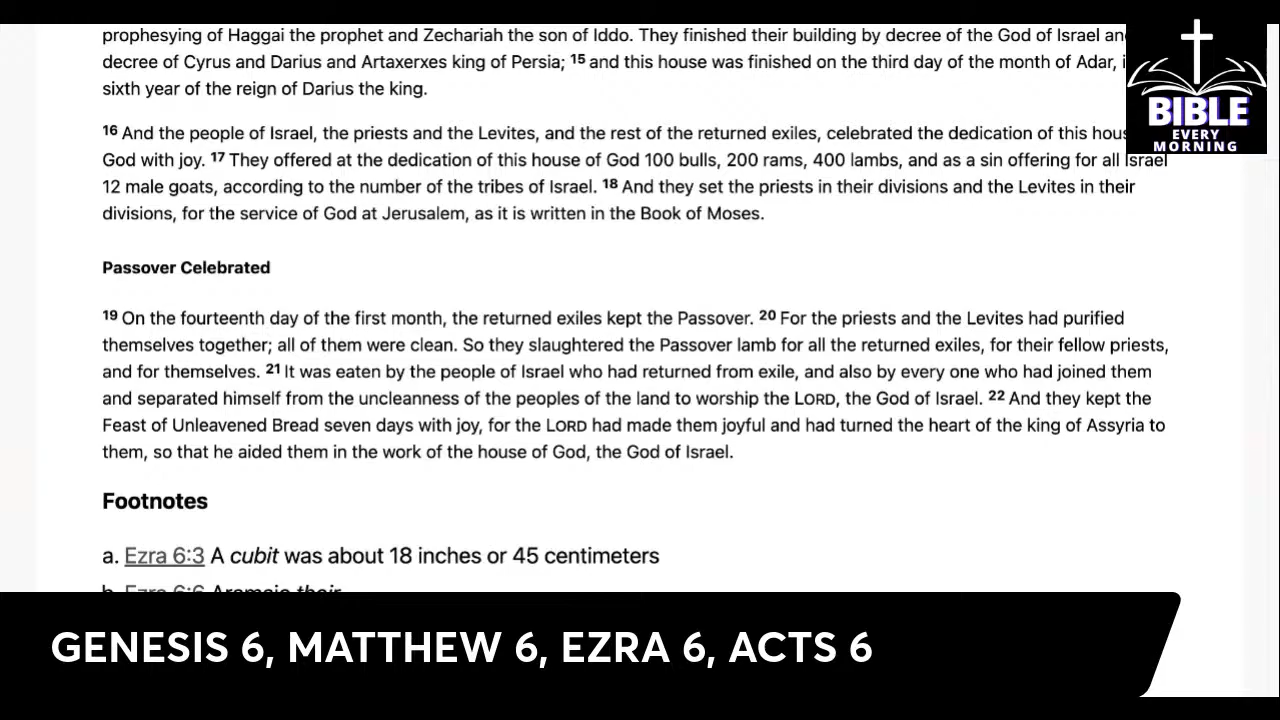 prophesying of Haggai the prophet and Zechariah the son of Iddo. They finished their building by decree of the God of Israel and
decree of Cyrus and Darius and Artaxerxes king of Persia; 15 and this house was finished on the third day of the month of Adar,
sixth year of the reign of Darius the king.
16 And the people of Israel, the priests and the Levites, and the rest of the returned exiles, celebrated the dedication of this
God with joy. 17 They offered at the dedication of this house of God 100 bulls, 200 rams, 400 lambs, and as a sin offering for all Israel
12 male goats, according to the number of the tribes of Israel. 18 And they set the priests in their divisions and the Levites in their
divisions, for the service of God at Jerusalem, as it is written in the Book of Moses.
Passover Celebrated
19 On the fourteenth day of the first month, the returned exiles kept the Passover. 20 For the priests and the Levites had purified
themselves together; all of them were clean. So they slaughtered the Passover lamb for all the returned exiles, for their fellow priests,
and for themselves. 21 It was eaten by the people of Israel who had returned from exile, and also by every one who had joined them
and separated himself from the uncleanness of the peoples of the land to worship the LORD, the God of Israel. 22 And they kept the
Feast of Unleavened Bread seven days with joy, for the LORD had made them joyful and had turned the heart of the king of Assyria to
them, so that he aided them in the work of the house of God, the God of Israel.
Footnotes
a. Ezra 6:3 A cubit was about 18 inches or 45 centimeters
b. Ezra 6:6 Aramaic their
GENESIS 6, MATTHEW 6, EZRA 6, ACTS 6
BIBLE
EVERY
MORNING